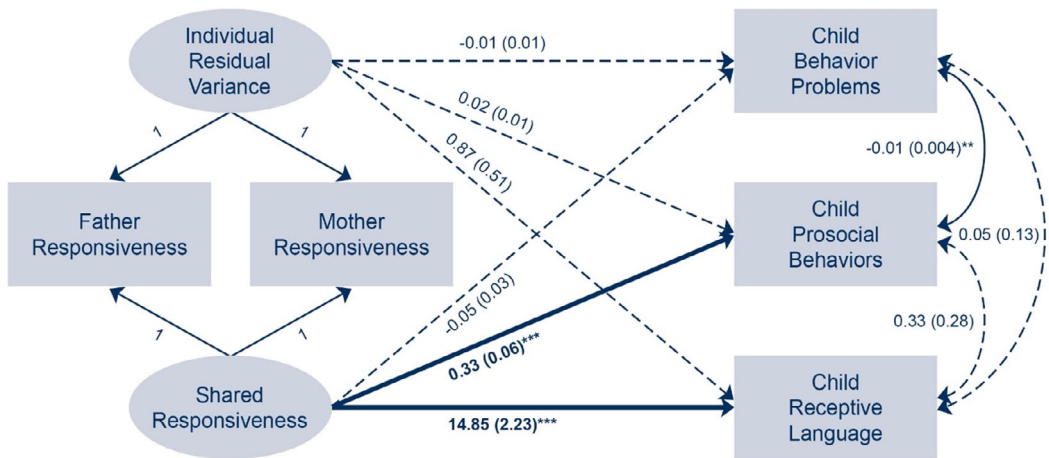 Individual
Residual
Variance
-0.01 (0.01)
Child
Behavior
Problems
0.02 (0.01)
0.87 (0.51)
1
1
-0.01 (0.004)**
Father
Responsiveness
Mother
Responsiveness
Child
Prosocial
Behaviors
0.05 (0.13)
-0.05 (0.03)
0.33 (0.28)
1
1
0.33 (0.06)***
Shared
Responsiveness
14.85 (2.23)***
Child
Receptive
Language